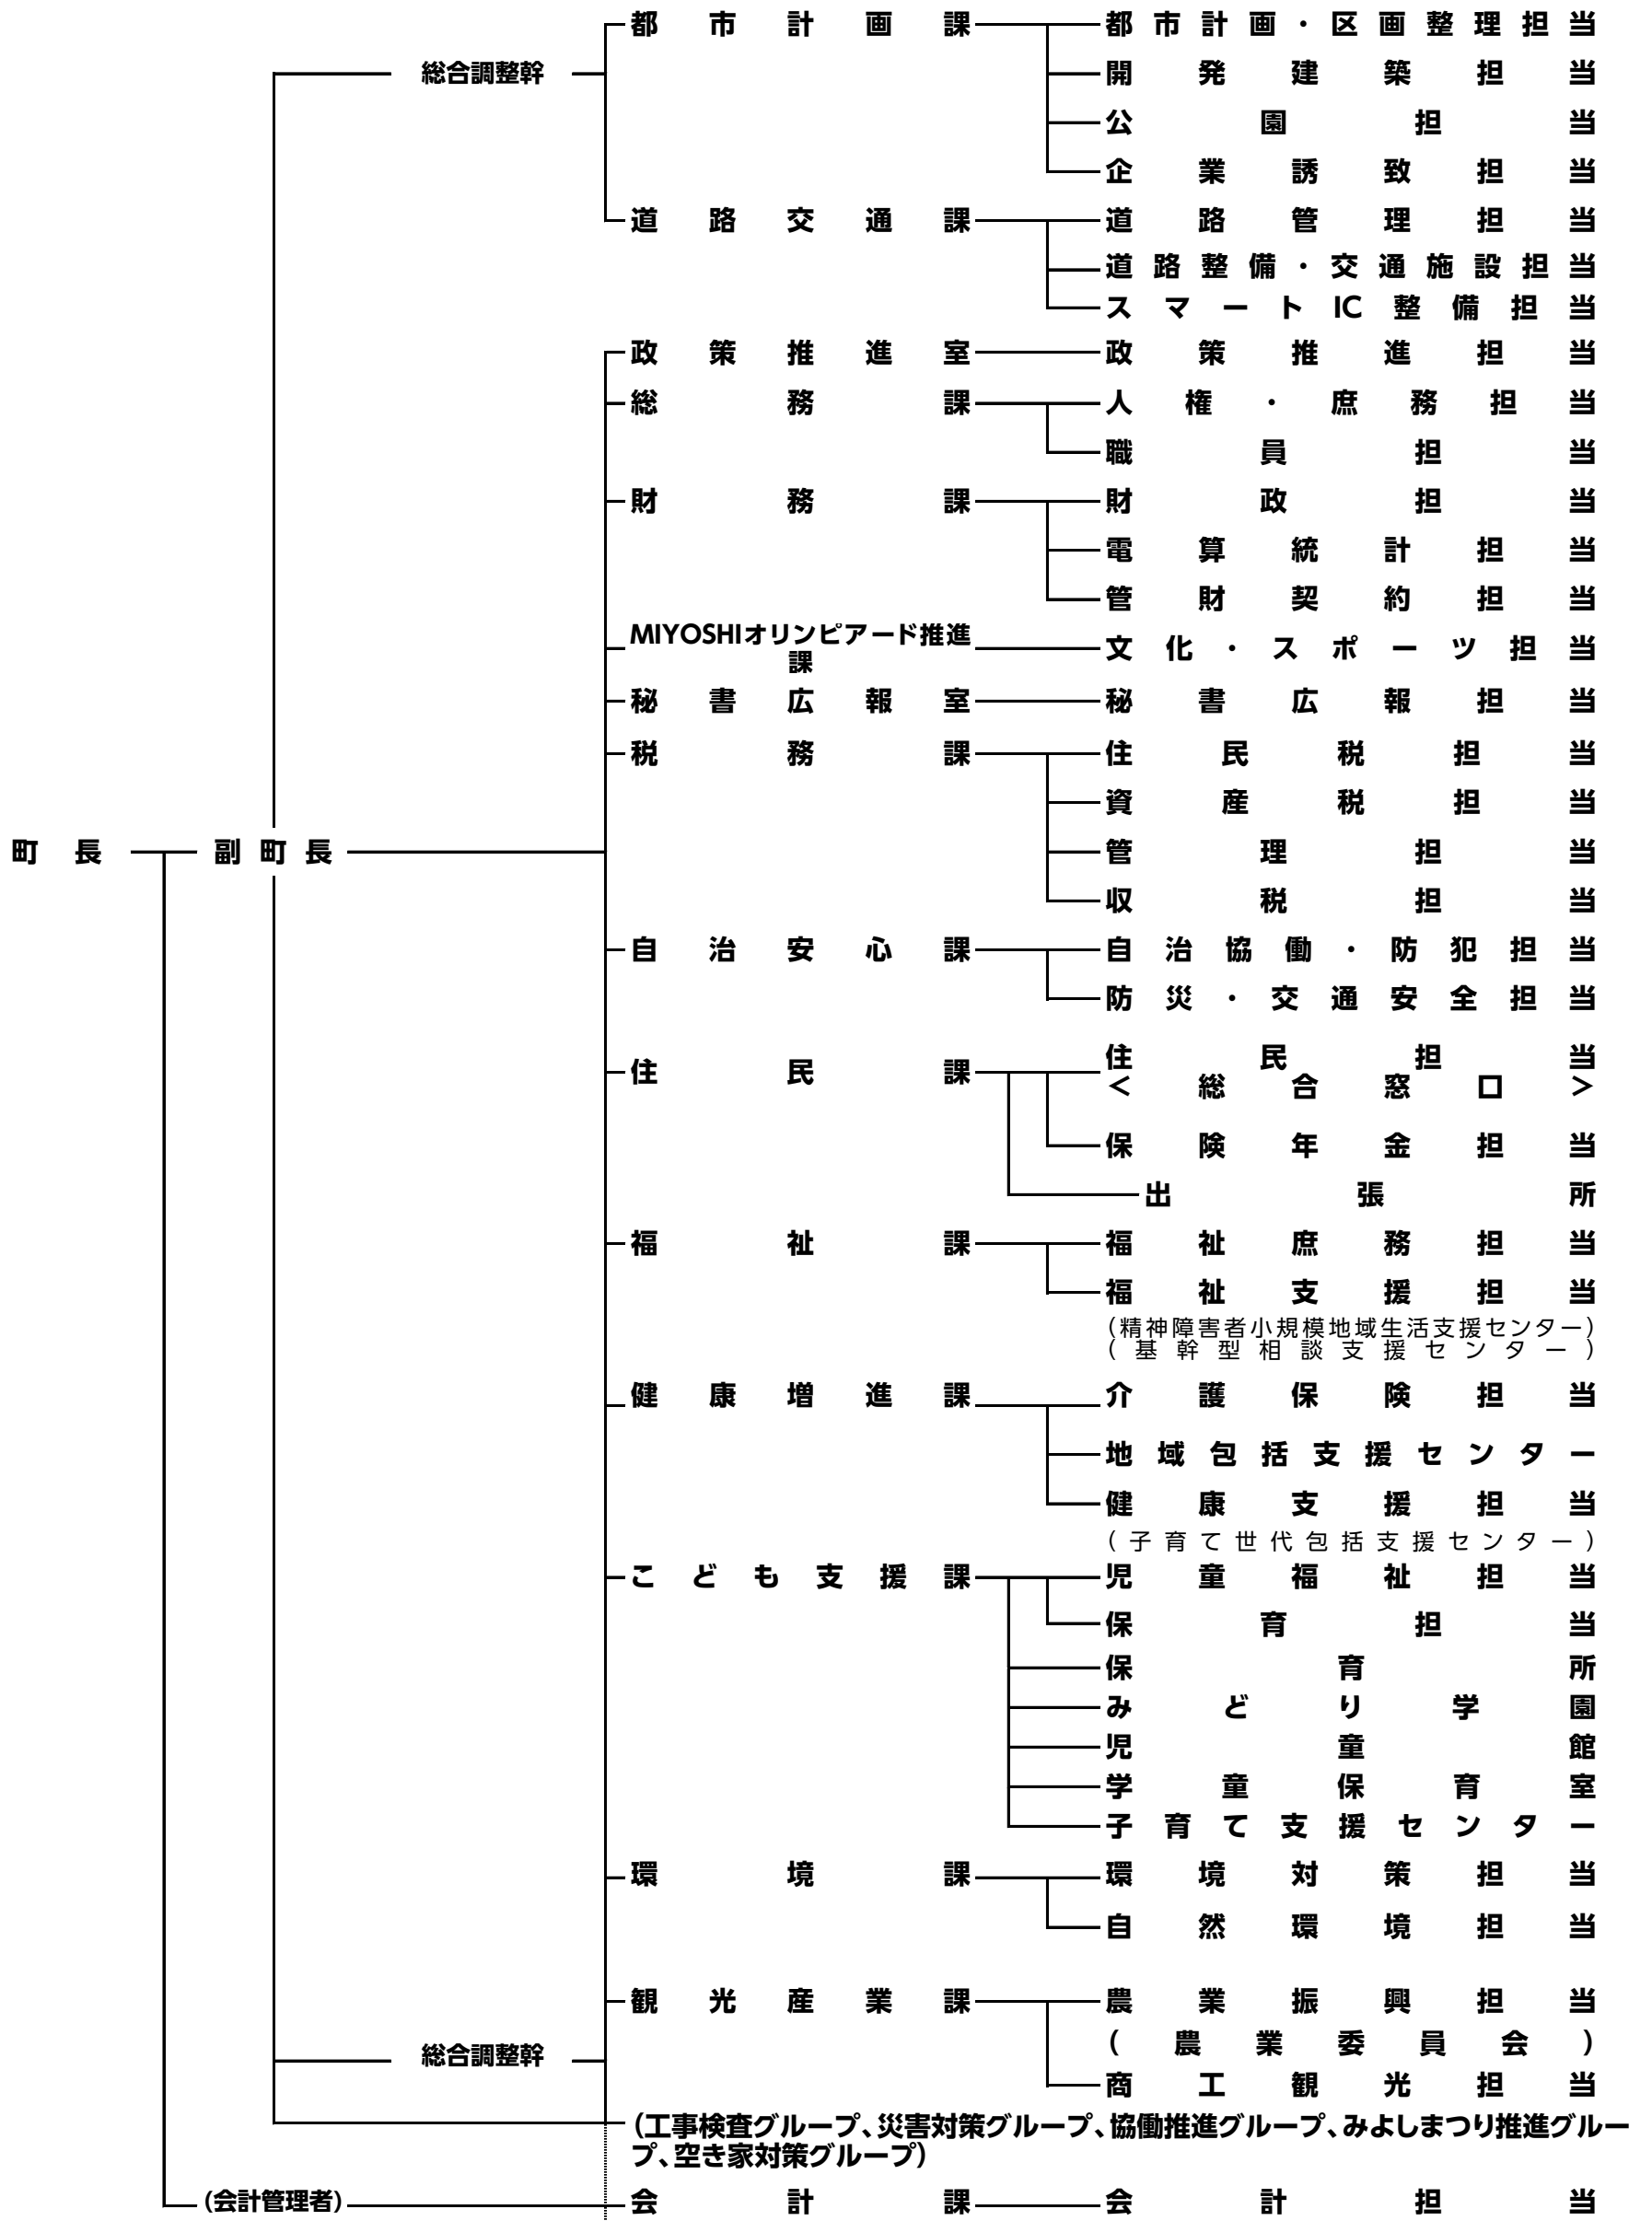 都市計画課 都市計画・区画整理担当
総合調整幹 開発建築担当
公園担当
企業誘致担当
道路交通課 道路管理担当
道路整備・交通施設担当
スマートIC整備担当
政策推進室 政策推進担当
総務課 人権・庶務担当
職員担当
財務課 財政担当
電算統計担当
管財契約担当
MIYOSHIオリンピアード推進
課
文化・スポーツ担当
秘書広報室 秘書広報担当
税務課 住民税担当
資産税担当
町長 副町長 管理担当
収税担当
自治安心課 自治協働・防犯担当
防災・交通安全担当
住民課 住民担当
<総合窓口>
保険年金担当
出張所
福祉課 福祉庶務担当
福祉支援担当
(精神障害者小規模地域生活支援センター)
(基幹型相談支援センター)
健康増進課 介護保険担当
地域包括支援センター
健康支援担当
(子育て世代包括支援センター)
こども支援課 児童福祉担当
保育担当
保育所
みどり学園
児童館
学童保育室
子育て支援センター
環境課 環境対策担当
自然環境担当
観光産業課 農業振興担当
(農業委員会)
総合調整幹 商工観光担当
(工事検査グループ、災害対策グループ、協働推進グループ、みよしまつり推進グルー
プ、空き家対策グループ)
(会計管理者) 会計課 会計担当